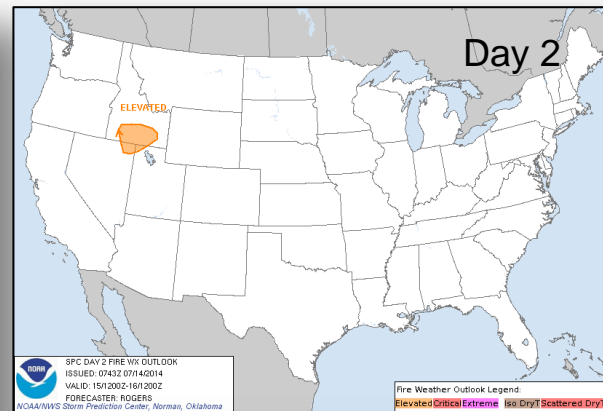 Day 2
ELEVATED
NOAA
SPC DAY 2 FIRE WX OUTLOOK
ISSUED: 0743Z 07/14/2014
VALID: 15/1200Z-16/1200Z
FORECASTER: ROGERS
NOAA/NWS Storm Prediction Center, Norman, Oklahoma
Fire Weather Outlook Legend:
Elevated Critical Extreme Iso DryT Scattered DryT